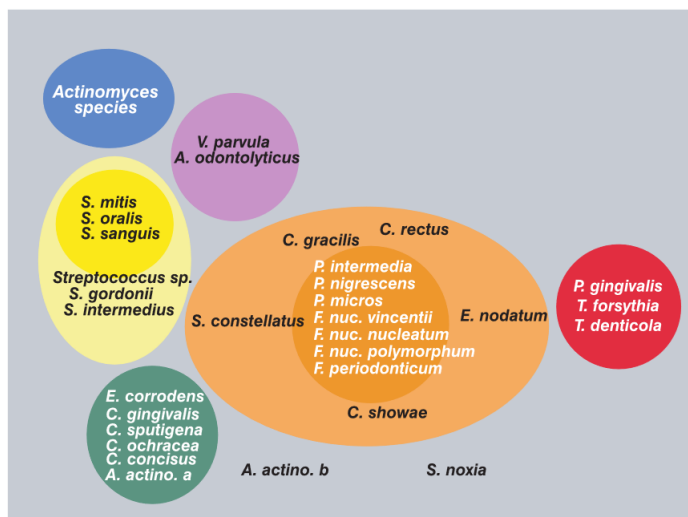 Actinomyces
species
V. parvula
A. odontolyticus
S. mitis
S. oralis
S. sanguis
Streptococcus sp.
S. gordonii
S. intermedius
C. gracilis
C. rectus
P. intermedia
P. nigrescens
P. micros
F. nuc. vincentii
F. nuc. nucleatum
F. nuc. polymorphum
F. periodonticum
S. constellatus
E. nodatum
C. showae
P. gingivalis
T. forsythia
T. denticola
E. corrodens
C. gingivalis
C. sputigena
C. ochracea
C. concisus
A. actino. a
A. actino. b
S. noxia